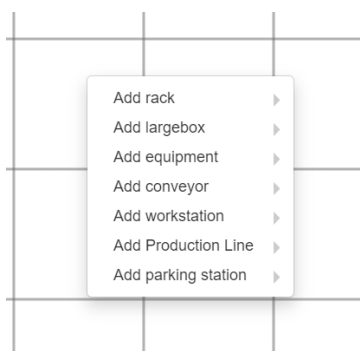 Add rack
Add largebox
Add equipment
Add conveyor
Add workstation
Add Production Line
Add parking station